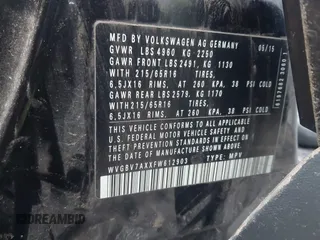 MFD BY VOLKSWAGEN AG GERMANY 05/15
GVWR LBS 4960 KG 2250
GAWR FRONT LBS 2491, KG 1130
WITH 215/65R16 TIRES,
6,5JX16 RIMS, AT 260 KPA, 38 PSI COLD
GAWR REAR LBS 2579, KG 1170
WITH 215/65R16 TIRES,
6,5JX16 RIMS, AT 260 KPA, 38 PSI COLD
THIS VEHICLE CONFORMS TO ALL APPLICABLE
U.S. FEDERAL MOTOR VEHICLE SAFETY AND
THEFT PREVENTION STANDARDS IN EFFECT ON
THE DATE OF MANUFACTURE SHOWN ABOVE.
WVGBV7AXXFW612903 TYPE: MPV